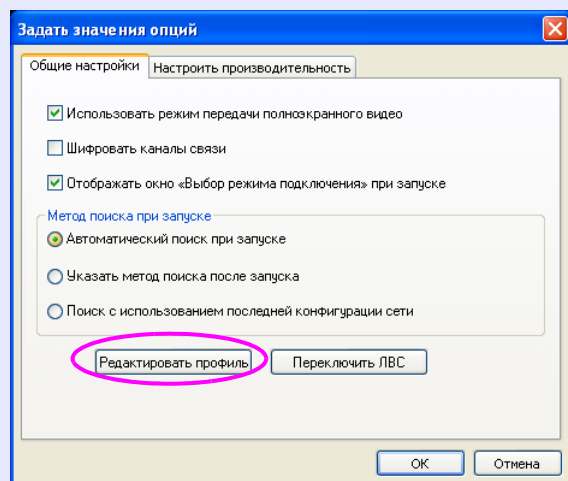 Задать значения опций
Общие настройки Настроить производительность
Использовать режим передачи полноэкранного видео
Шифровать каналы связи
Отображать окно «Выбор режима подключения» при запуске
Метод поиска при запуске
Автоматический поиск при запуске
Указать метод поиска после запуска
Поиск с использованием последней конфигурации сети
Редактировать профиль Переключить ЛВС
ОК Отмена